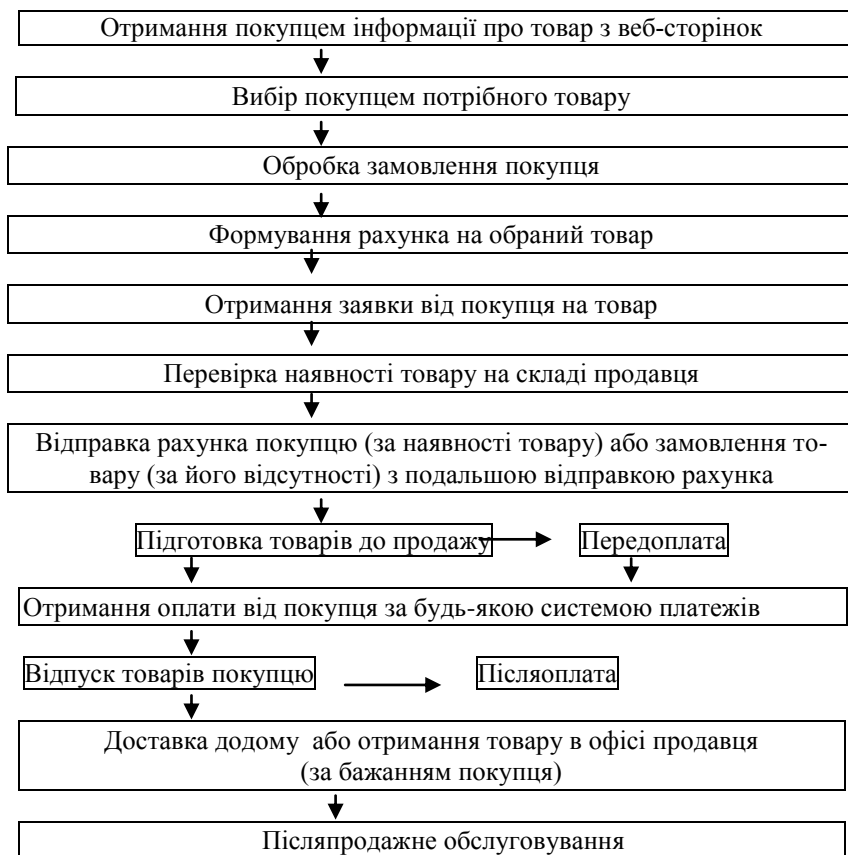 Отримання покупцем інформації про товар з веб-сторінок
Вибір покупцем потрібного товару
Обробка замовлення покупця
Формування рахунка на обраний товар
Отримання заявки від покупця на товар
Перевірка наявності товару на складі продавця
Відправка рахунка покупцю (за наявності товару) або замовлення то-
вару (за його відсутності) з подальшою відправкою рахунка
Підготовка товарів до продажу
Передоплата
Отримання оплати від покупця за будь-якою системою платежів
Відпуск товарів покупцю
Післяоплата
Доставка додому або отримання товару в офісі продавця
(за бажанням покупця)
Післяпродажне обслуговування